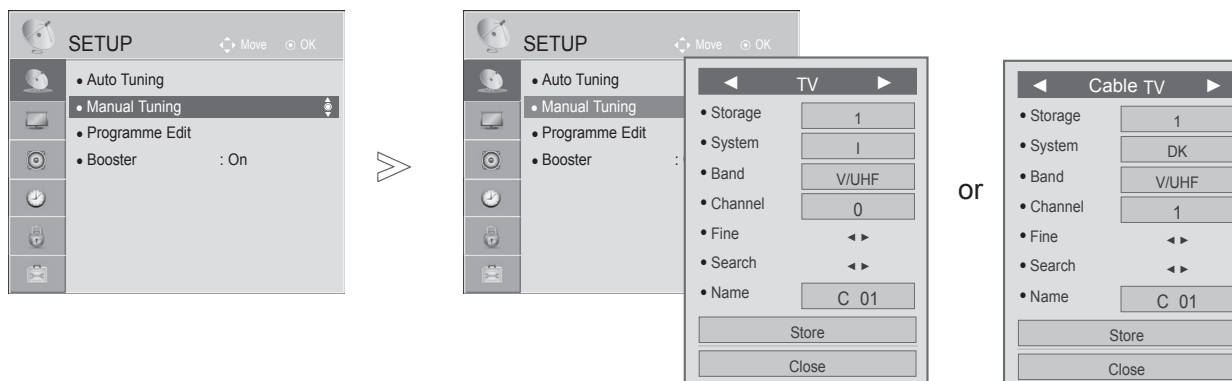 SETUP
Move OK
• Auto Tuning
• Manual Tuning
• Programme Edit
• Booster : On
SETUP
Move OK
• Auto Tuning
• Manual Tuning
• Programme Edit
• Booster :
◄ TV ►
• Storage 1
• System I
• Band V/UHF
• Channel 0
• Fine ◄ ►
• Search ◄ ►
• Name C 01
Store
Close
or
◄ Cable TV ►
• Storage 1
• System DK
• Band V/UHF
• Channel 1
• Fine ◄ ►
• Search ◄ ►
• Name C 01
Store
Close